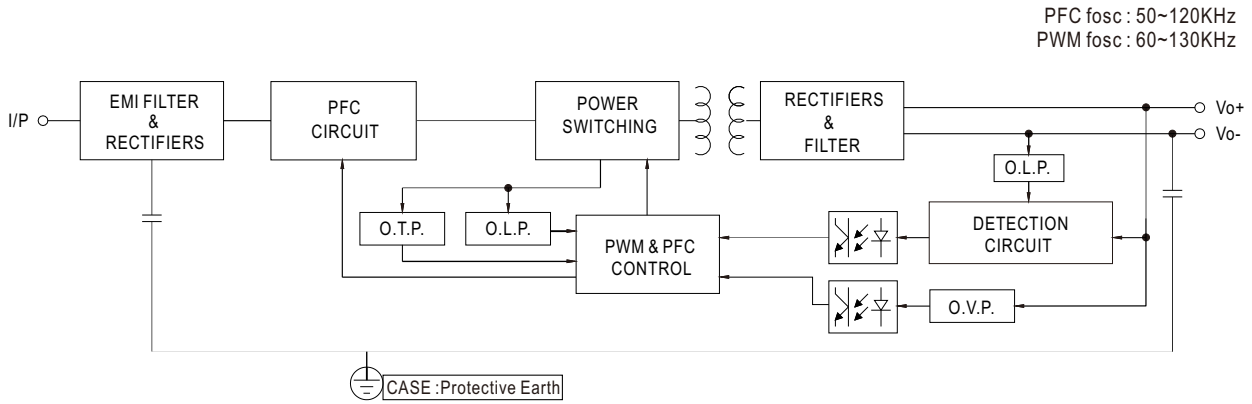 PFC fosc : 50~120KHz
PWM fosc : 60~130KHz
I/P
EMI FILTER
&
RECTIFIERS
PFC
CIRCUIT
POWER
SWITCHING
RECTIFIERS
&
FILTER
Vo+
Vo-
O.L.P.
O.T.P.
O.L.P.
PWM & PFC
CONTROL
DETECTION
CIRCUIT
O.V.P.
CASE :Protective Earth